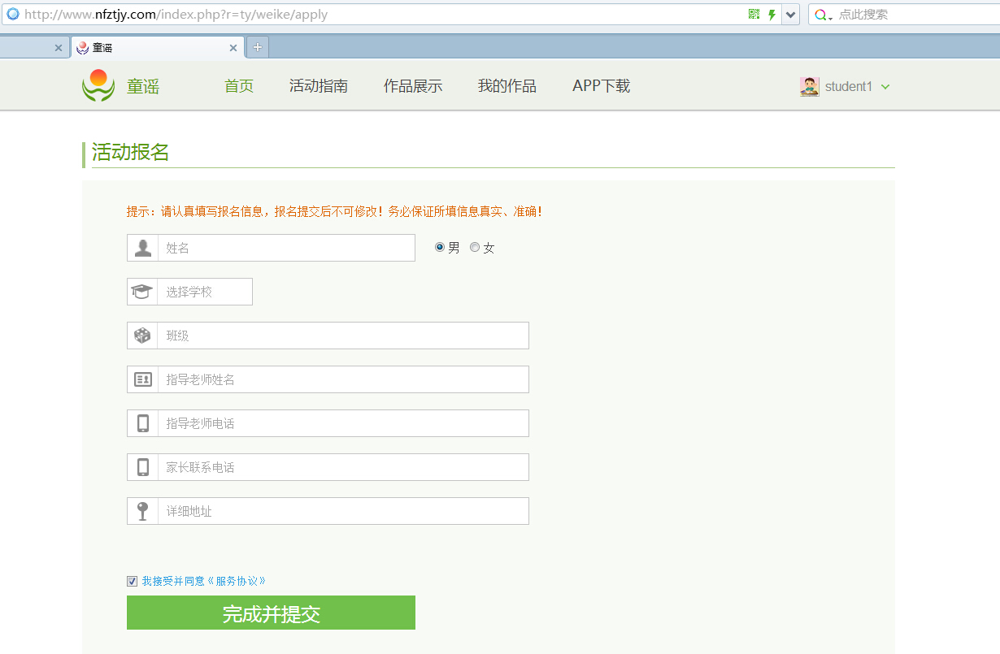 http://www.nfztjy.com/index.php?r=ty/weike/apply 点此搜索
童谣
童谣 首页 活动指南 作品展示 我的作品 APP下载 student1
活动报名
提示：请认真填写报名信息，报名提交后不可修改！务必保证所填信息真实、准确！
姓名 男 女
选择学校
班级
指导老师姓名
指导老师电话
家长联系电话
详细地址
我接受并同意《服务协议》
完成并提交